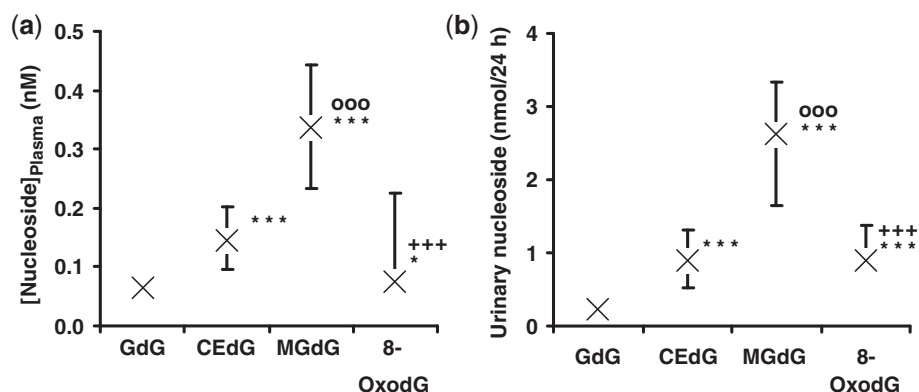 (a)
[Nucleoside]Plasma (nM)
0.5
0.4
0.3
0.2
0.1
0.0
ooo
* * *
* * *
+++
*
GdG CEdG MGdG 8-
OxodG
(b)
Urinary nucleoside (nmol/24 h)
4
3
2
1
0
ooo
* * *
* * *
+++
* * *
GdG CEdG MGdG 8-
OxodG